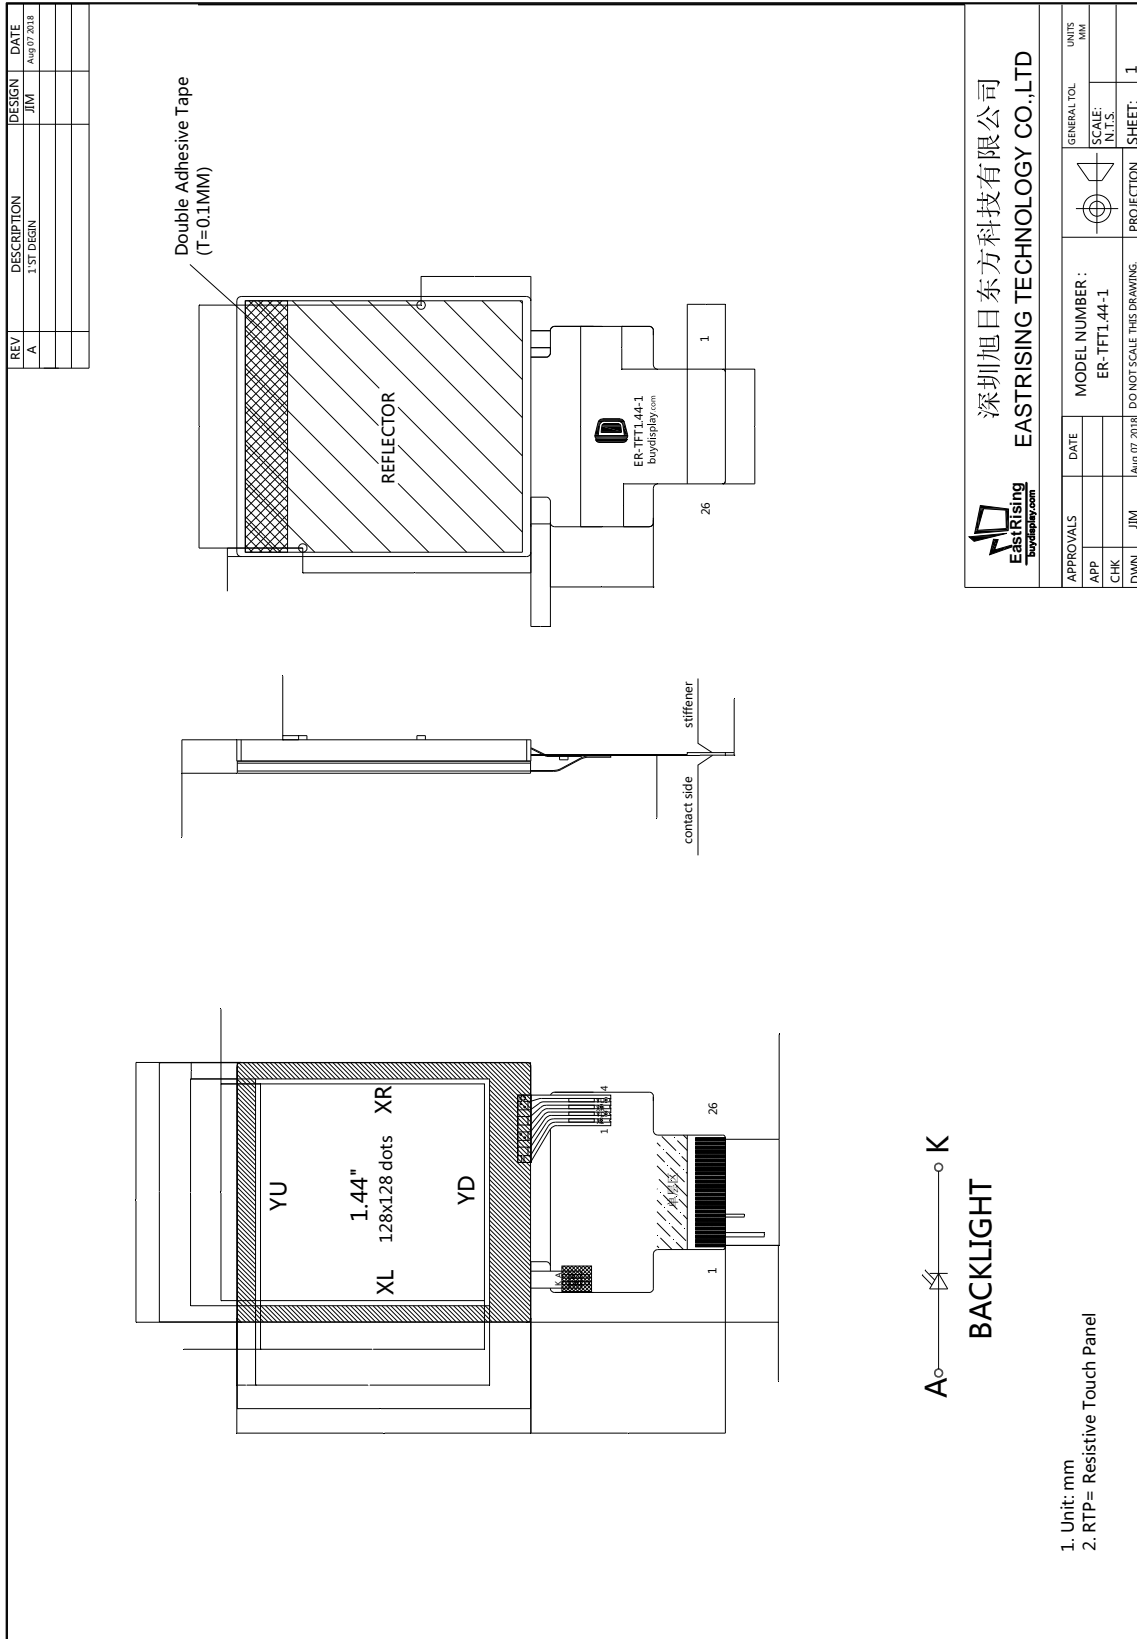 REV DESCRIPTION DESIGN DATE
A 1'ST DEGIN JIM Aug 07 2018
YU
XL XR
1.44"
128x128 dots
YD
K A
1 4
1 26
contact side
stiffener
Double Adhesive Tape
(T=0.1MM)
REFLECTOR
ER-TFT1.44-1
buydisplay.com
26 1
A K
BACKLIGHT
1. Unit: mm
2. RTP= Resistive Touch Panel
EastRising
buydisplay.com
深圳旭日东方科技有限公司
EASTRISING TECHNOLOGY CO.,LTD
APPROVALS DATE
APP
CHK
DWN JIM Aug 07 2018
MODEL NUMBER :
ER-TFT1.44-1
DO NOT SCALE THIS DRAWING.
PROJECTION
GENERAL TOL
UNITS
MM
SCALE:
N.T.S.
SHEET: 1